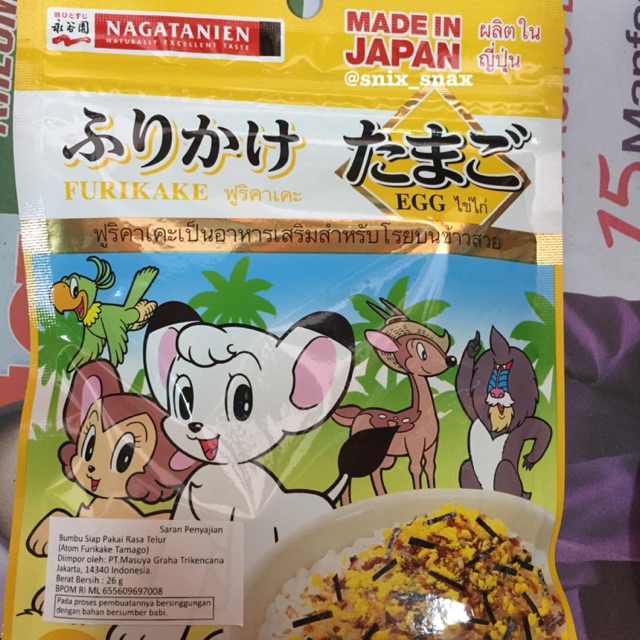 味ひとすじ
永谷園
NAGATANIEN
NATURALLY EXCELLENT TASTE
MADE IN
JAPAN
ผลิตใน
ญี่ปุ่น
@snix_snax
ふりかけ
たまご
FURIKAKE ฟูริคาเคะ
EGG ไข่ไก่
ฟูริคาเคะเป็นอาหารเสริมสำหรับโรยบนข้าวสวย
15
Saran Penyajian
Bumbu Siap Pakai Rasa Telur
(Atom Furikake Tamago)
Diimpor oleh: PT.Masuya Graha Trikencana
Jakarta, 14340 Indonesia.
Berat Bersih : 26 g
BPOM RI ML 655609697008
Pada proses pembuatannya bersinggungan
dengan bahan bersumber babi.